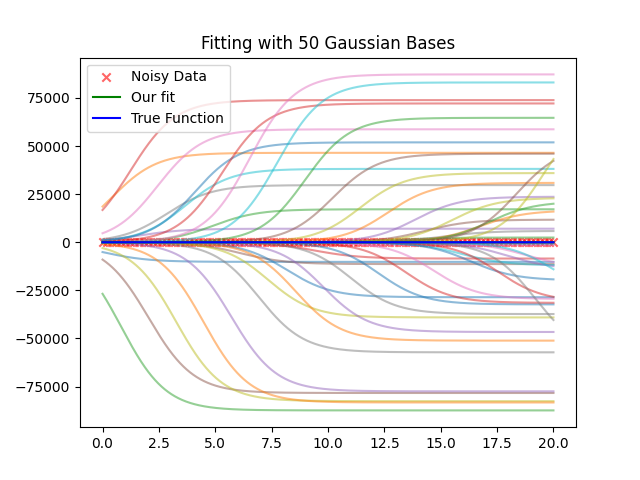 Fitting with 50 Gaussian Bases
Noisy Data
Our fit
True Function
75000
50000
25000
0
−25000
−50000
−75000
0.0 2.5 5.0 7.5 10.0 12.5 15.0 17.5 20.0